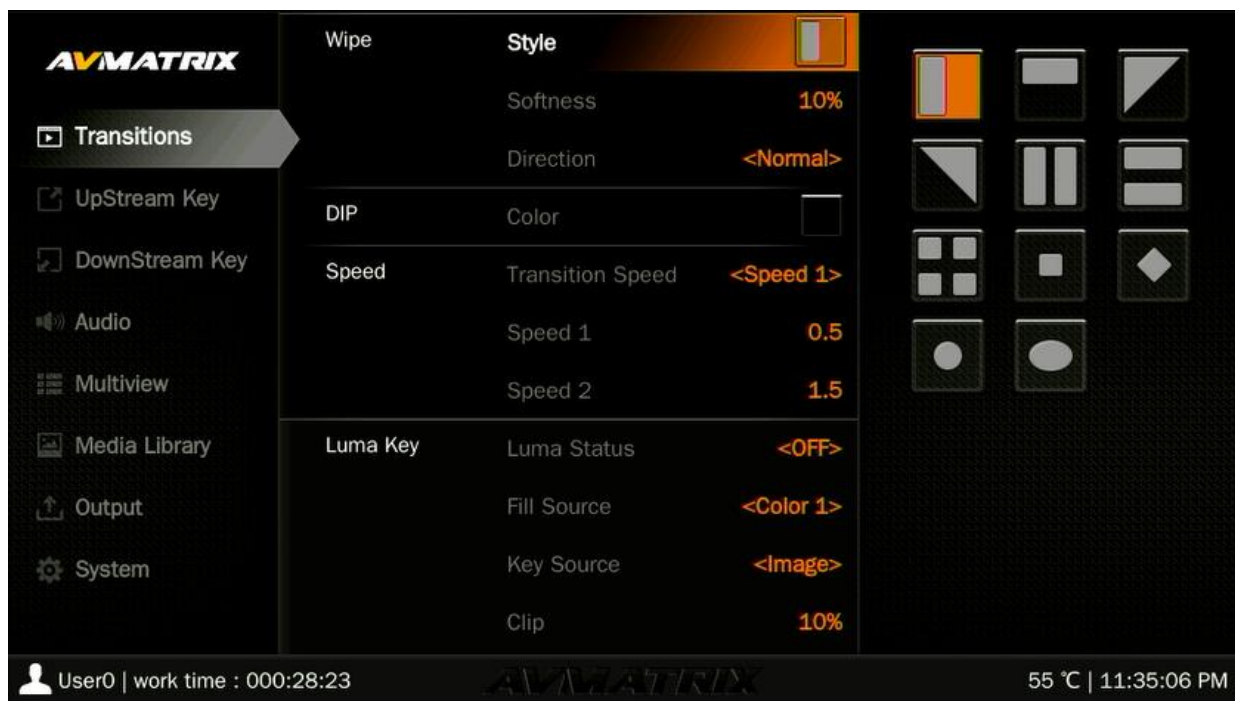 AVMATRIX
Transitions
UpStream Key
DownStream Key
Audio
Multiview
Media Library
Output
System
Wipe Style
Softness 10%
Direction <Normal>
DIP Color
Speed Transition Speed <Speed 1>
Speed 1 0.5
Speed 2 1.5
Luma Key Luma Status <OFF>
Fill Source <Color 1>
Key Source <Image>
Clip 10%
User0 | work time : 000:28:23 AVMATRIX 55 ℃ | 11:35:06 PM